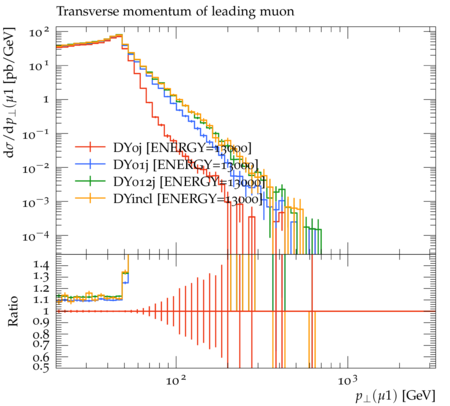 Transverse momentum of leading muon
dσ/dp⊥(µ1) [pb/GeV]
10²
10¹
1
10⁻¹
10⁻²
10⁻³
10⁻⁴
DY0j [ENERGY=13000]
DY01j [ENERGY=13000]
DY012j [ENERGY=13000]
DYincl [ENERGY=13000]
Ratio
1.4
1.3
1.2
1.1
1
0.9
0.8
0.7
0.6
0.5
10²
10³
p⊥(µ1) [GeV]